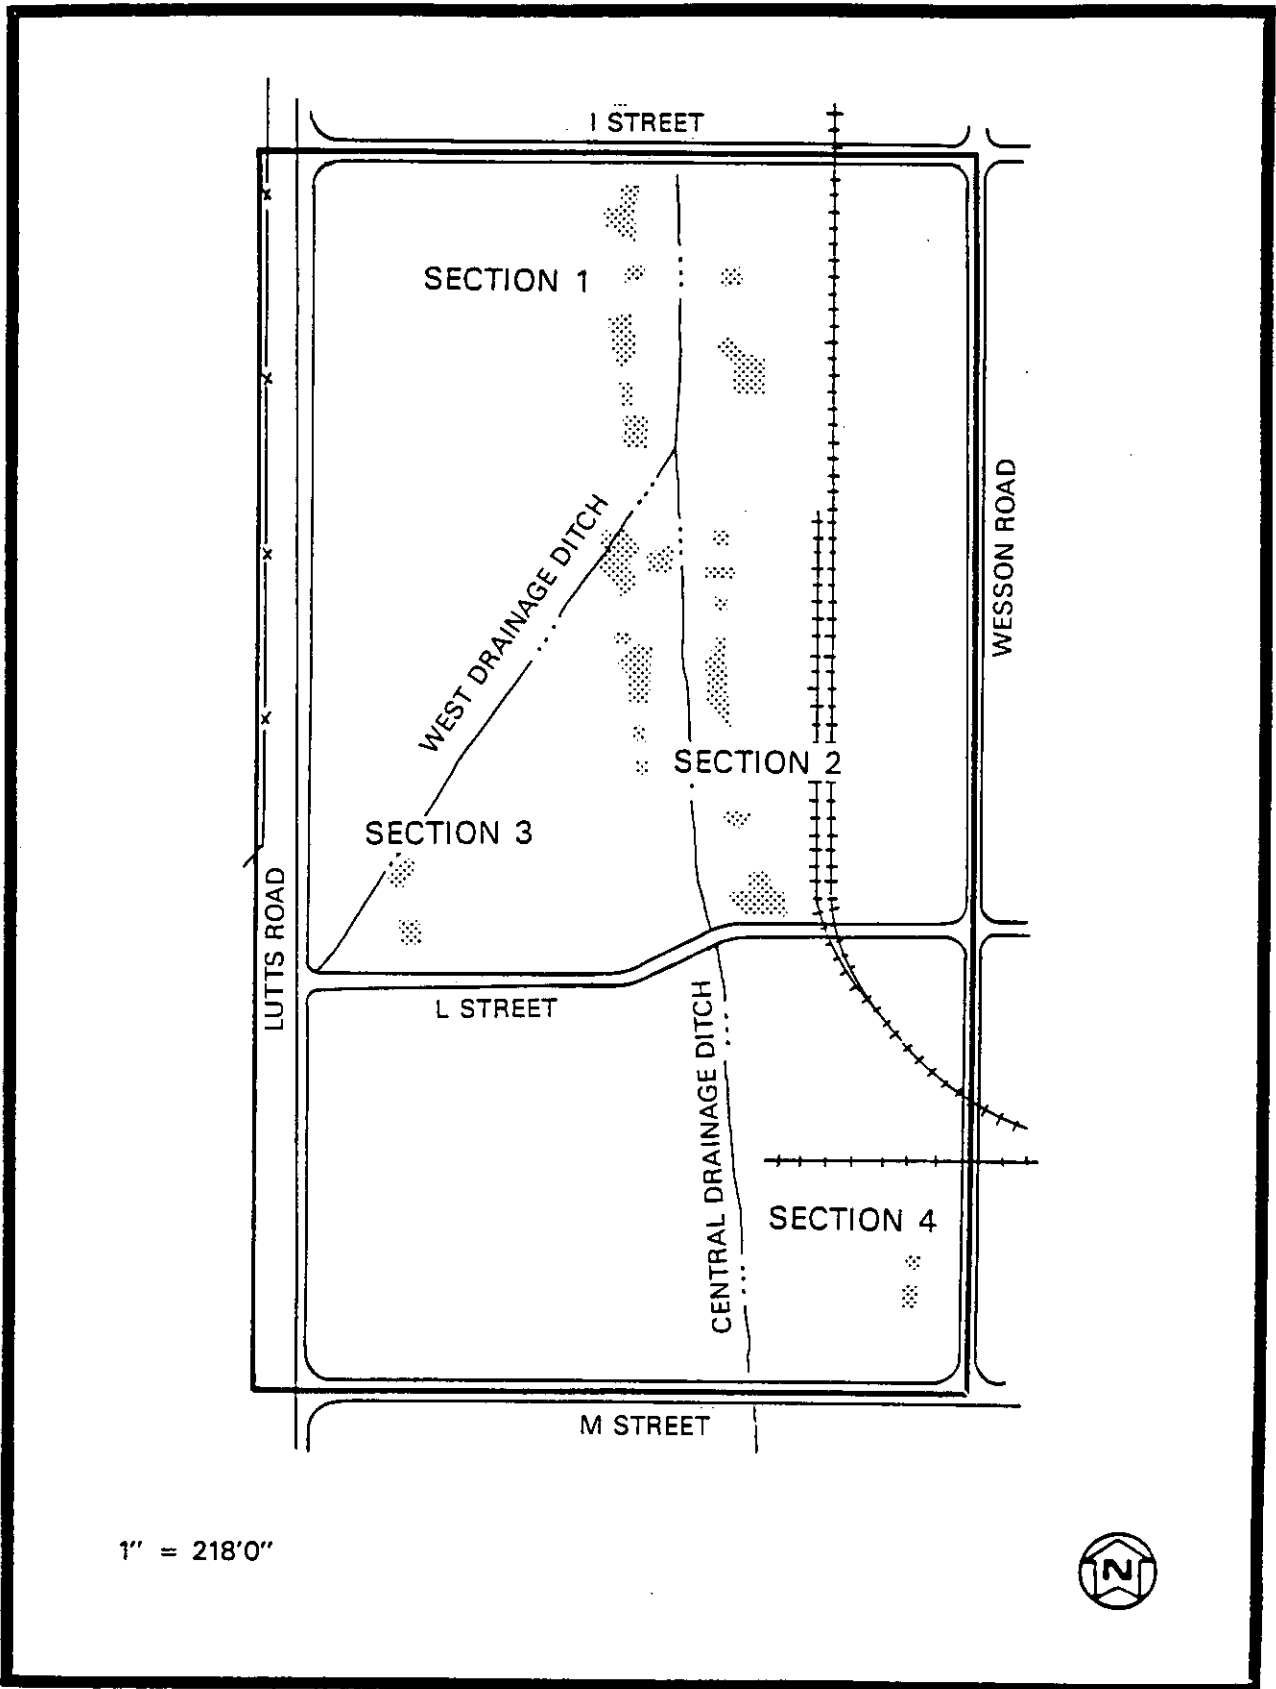 I STREET
SECTION 1
WESSON ROAD
WEST DRAINAGE DITCH
SECTION 2
SECTION 3
LUTTS ROAD
L STREET
CENTRAL DRAINAGE DITCH
SECTION 4
M STREET
1" = 218'0"
N